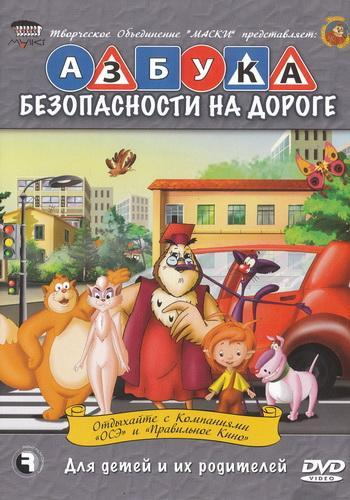 Творческое Объединение "МАСКИ" представляет:
АЗБУКА
БЕЗОПАСНОСТИ НА ДОРОГЕ
Отдыхайте с Компаниями
«ОСЭ» и «Правильное Кино»
Для детей и их родителей
DVD
VIDEO